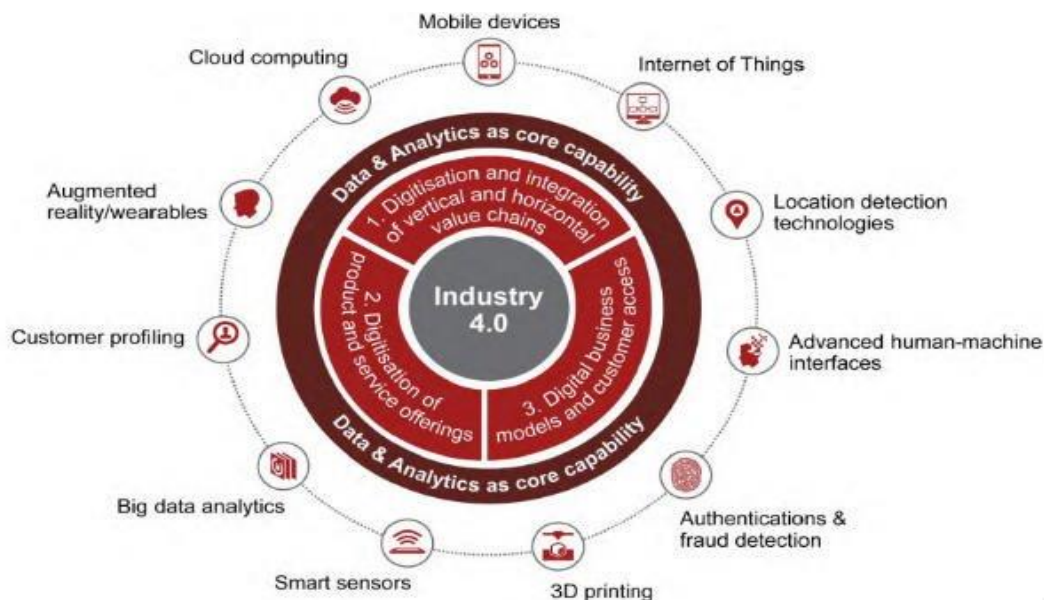 Mobile devices
Cloud computing
Internet of Things
Augmented
reality/wearables
Location detection
technologies
Customer profiling
Advanced human-machine
interfaces
Big data analytics
Authentications &
fraud detection
Smart sensors
3D printing
Data & Analytics as core capability
1. Digitisation and integration
of vertical and horizontal
value chains
Industry
4.0
2. Digitisation of
product and service offerings
3. Digital business
models and customer access
Data & Analytics as core capability